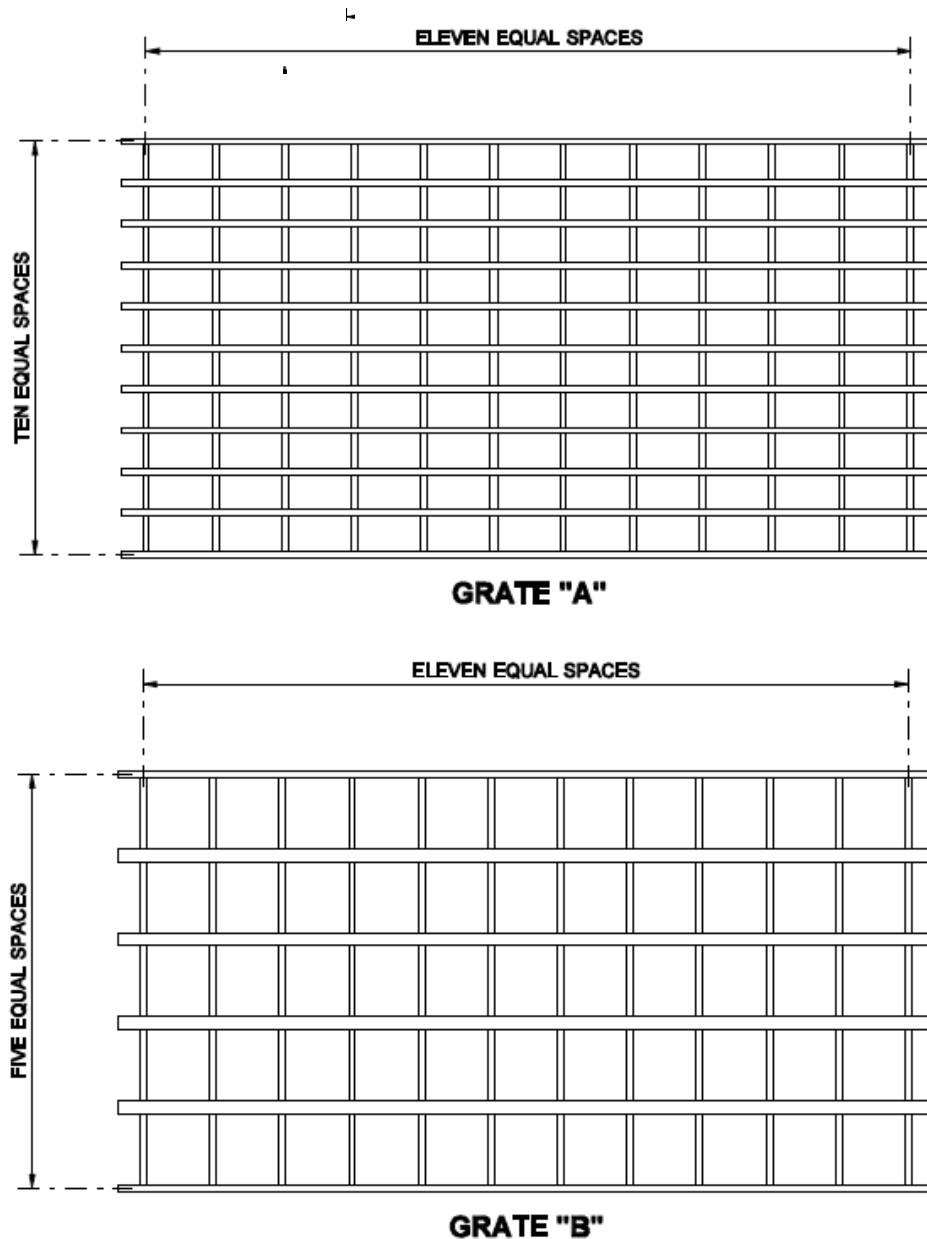 ELEVEN EQUAL SPACES
TEN EQUAL SPACES
GRATE "A"
ELEVEN EQUAL SPACES
FIVE EQUAL SPACES
GRATE "B"